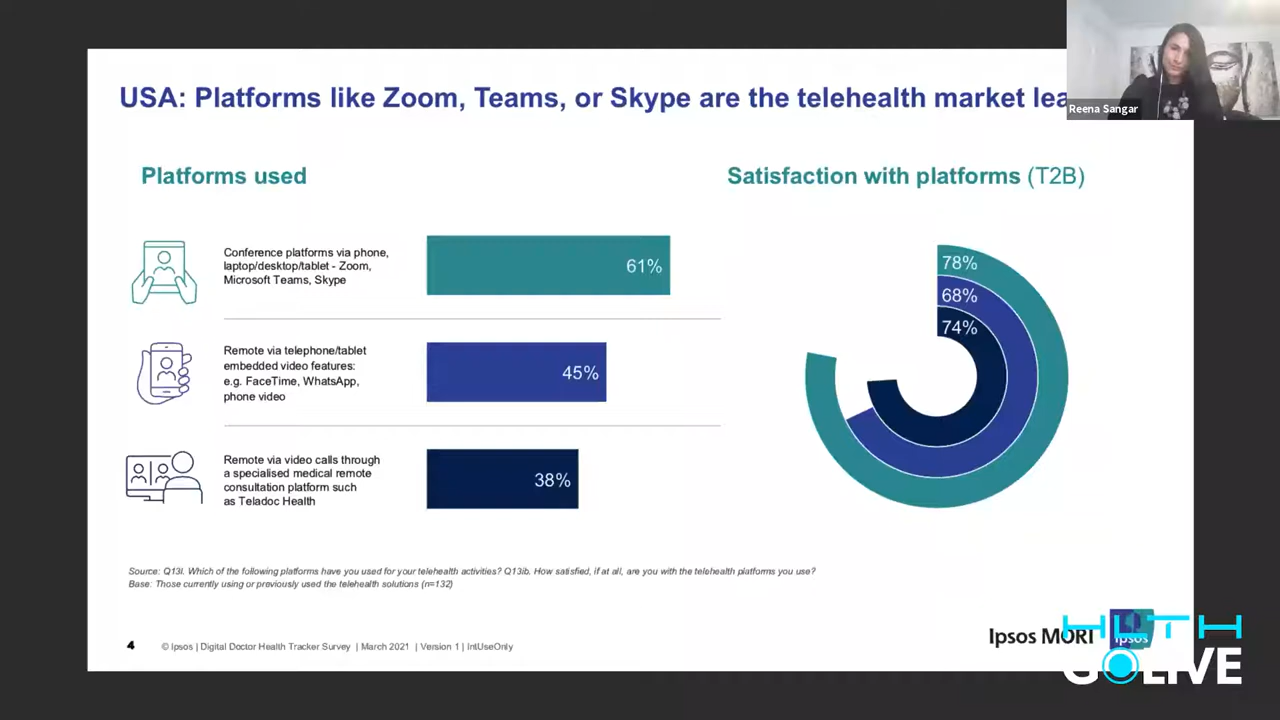 USA: Platforms like Zoom, Teams, or Skype are the telehealth market
Reena Sangar
Platforms used
Satisfaction with platforms (T2B)
Conference platforms via phone,
laptop/desktop/tablet - Zoom,
Microsoft Teams, Skype
61%
Remote via telephone/tablet
embedded video features:
e.g. FaceTime, WhatsApp,
phone video
45%
Remote via video calls through
a specialised medical remote
consultation platform such
as Teladoc Health
38%
78%
68%
74%
Source: Q13I. Which of the following platforms have you used for your telehealth activities? Q13ib. How satisfied, if at all, are you with the telehealth platforms you use?
Base: Those currently using or previously used the telehealth solutions (n=132)
4
© Ipsos | Digital Doctor Health Tracker Survey | March 2021 | Version 1 | IntUseOnly
Ipsos MORI
Ipsos
HLTH
GOLIVE